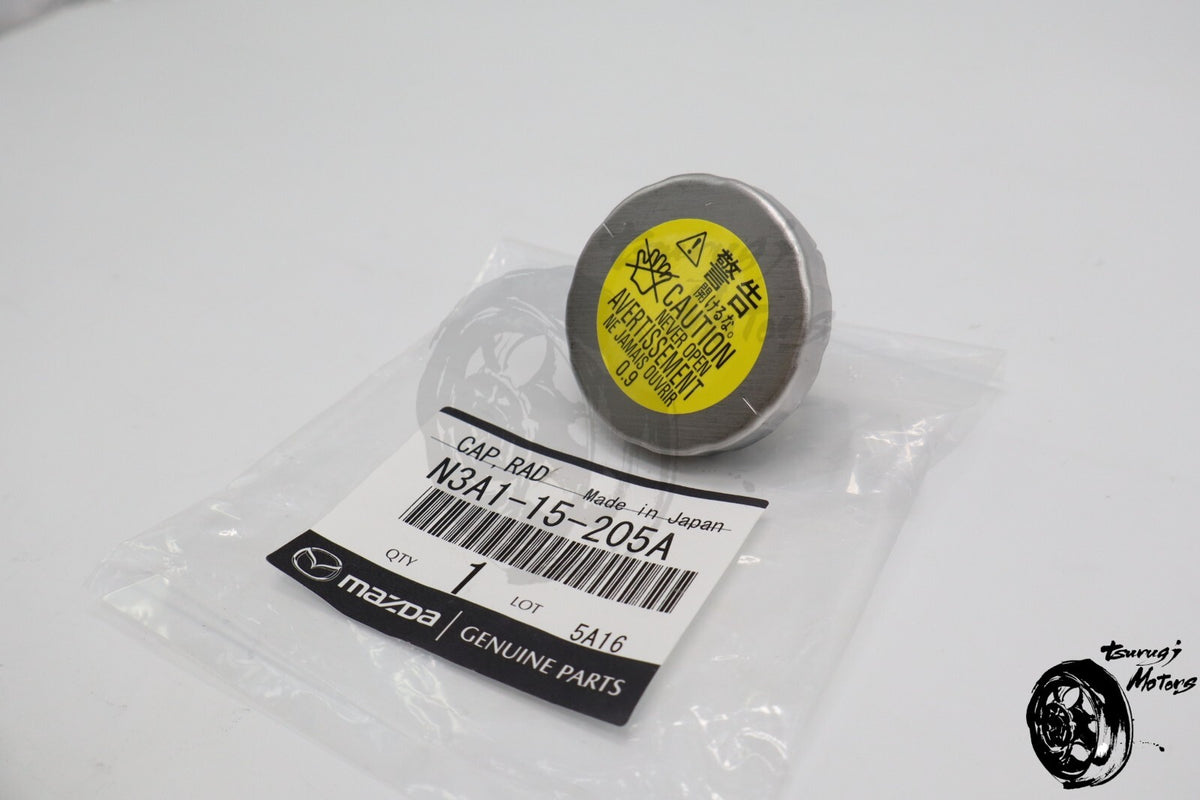 警告
開けるな。
CAUTION
NEVER OPEN
AVERTISSEMENT
NE JAMAIS OUVRIR
0.9
CAP, RAD
Made in Japan
N3A1-15-205A
QTY 1 LOT 5A16
mazda | GENUINE PARTS
tsurugi
Motors